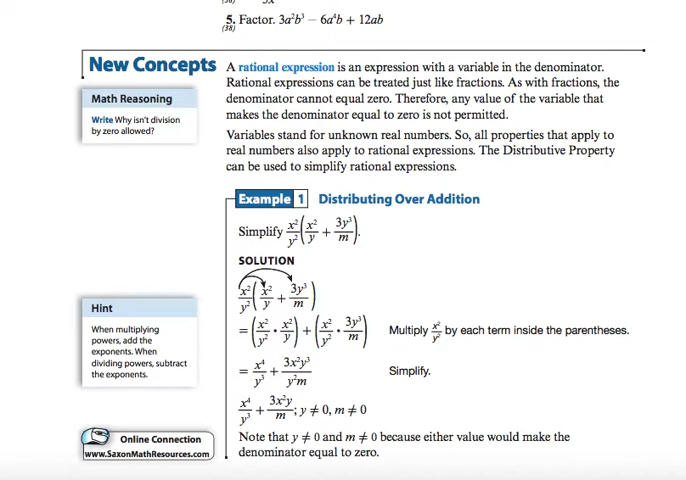 5. Factor. 3a²b³ − 6a⁴b + 12ab
(38)
New Concepts
A rational expression is an expression with a variable in the denominator.
Rational expressions can be treated just like fractions. As with fractions, the
denominator cannot equal zero. Therefore, any value of the variable that
makes the denominator equal to zero is not permitted.
Math Reasoning
Write Why isn't division
by zero allowed?
Variables stand for unknown real numbers. So, all properties that apply to
real numbers also apply to rational expressions. The Distributive Property
can be used to simplify rational expressions.
Example 1 Distributing Over Addition
Simplify x²/y² (x²/y + 3y³/m).
SOLUTION
x²/y² (x²/y + 3y³/m)
= (x²/y² · x²/y) + (x²/y² · 3y³/m) Multiply x²/y² by each term inside the parentheses.
= x⁴/y³ + 3x²y³/y²m Simplify.
x⁴/y³ + 3x²y/m; y ≠ 0, m ≠ 0
Note that y ≠ 0 and m ≠ 0 because either value would make the
denominator equal to zero.
Hint
When multiplying
powers, add the
exponents. When
dividing powers, subtract
the exponents.
Online Connection
www.SaxonMathResources.com